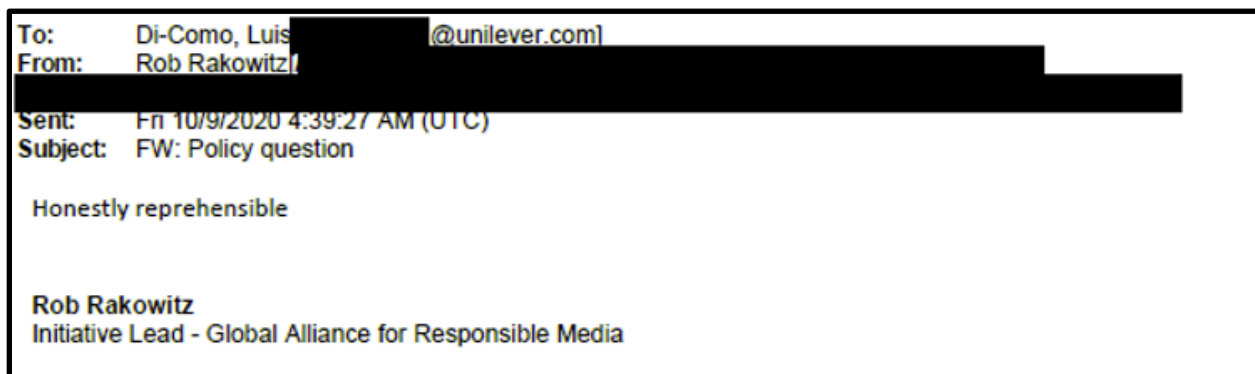 To: Di-Como, Luis @unilever.com]
From: Rob Rakowitz[
Sent: Fri 10/9/2020 4:39:27 AM (UTC)
Subject: FW: Policy question
Honestly reprehensible
Rob Rakowitz
Initiative Lead - Global Alliance for Responsible Media